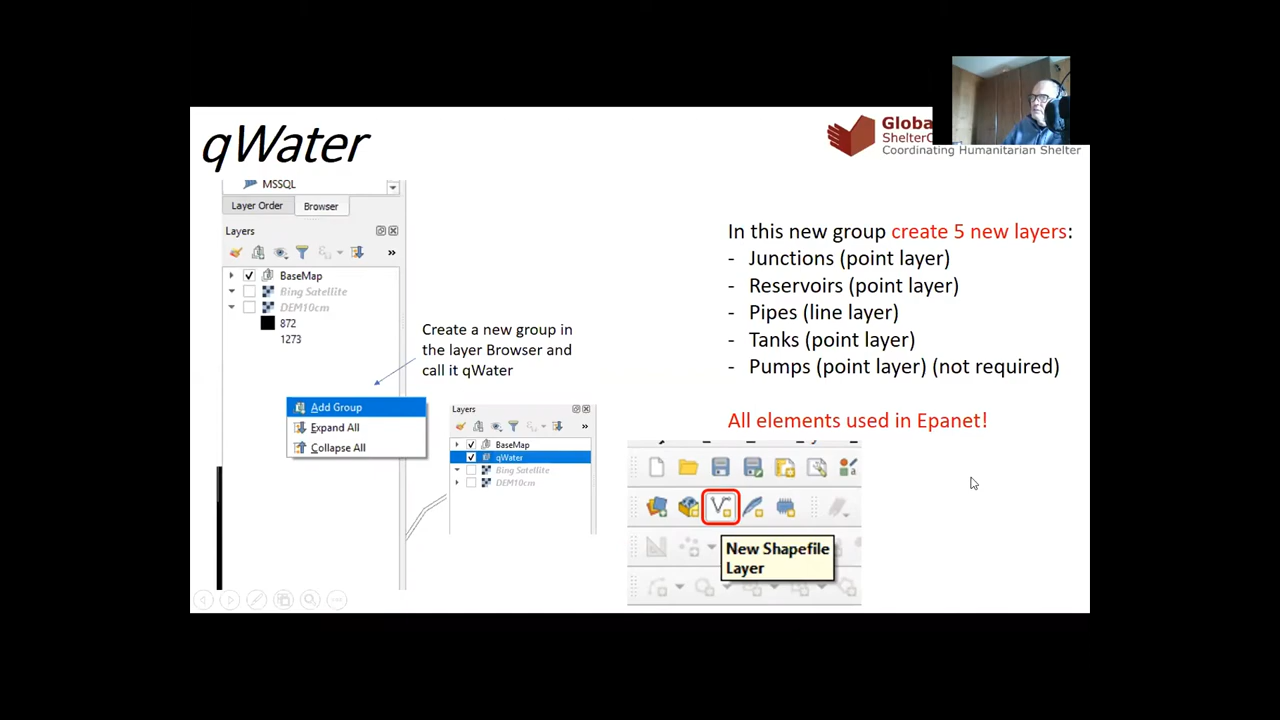 qWater
Globa
ShelterC
Coordinating Humanitarian Shelter
MSSQL
Layer Order
Browser
Layers
BaseMap
Bing Satellite
DEM10cm
872
1273
Create a new group in
the layer Browser and
call it qWater
Add Group
Expand All
Collapse All
Layers
BaseMap
qWater
Bing Satellite
DEM10cm
In this new group create 5 new layers:
- Junctions (point layer)
- Reservoirs (point layer)
- Pipes (line layer)
- Tanks (point layer)
- Pumps (point layer) (not required)
All elements used in Epanet!
New Shapefile
Layer